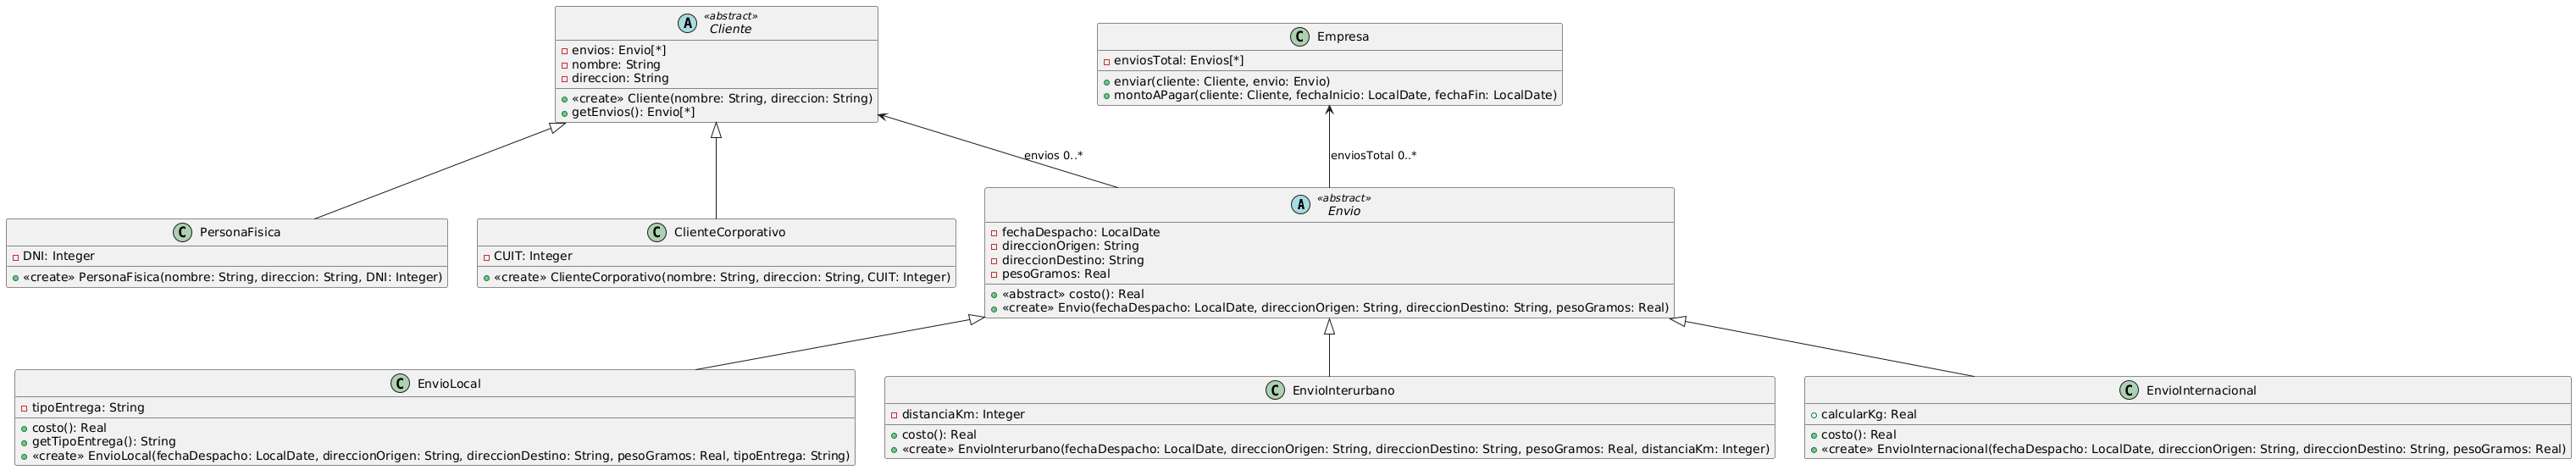 A «abstract»
Cliente
envios: Envio[*]
nombre: String
direccion: String
«create» Cliente(nombre: String, direccion: String)
getEnvios(): Envio[*]
C Empresa
enviosTotal: Envios[*]
enviar(cliente: Cliente, envio: Envio)
montoAPagar(cliente: Cliente, fechaInicio: LocalDate, fechaFin: LocalDate)
envios 0..*
enviosTotal 0..*
C PersonaFisica
DNI: Integer
«create» PersonaFisica(nombre: String, direccion: String, DNI: Integer)
C ClienteCorporativo
CUIT: Integer
«create» ClienteCorporativo(nombre: String, direccion: String, CUIT: Integer)
A «abstract»
Envio
fechaDespacho: LocalDate
direccionOrigen: String
direccionDestino: String
pesoGramos: Real
«abstract» costo(): Real
«create» Envio(fechaDespacho: LocalDate, direccionOrigen: String, direccionDestino: String, pesoGramos: Real)
C EnvioLocal
tipoEntrega: String
costo(): Real
getTipoEntrega(): String
«create» EnvioLocal(fechaDespacho: LocalDate, direccionOrigen: String, direccionDestino: String, pesoGramos: Real, tipoEntrega: String)
C EnvioInterurbano
distanciaKm: Integer
costo(): Real
«create» EnvioInterurbano(fechaDespacho: LocalDate, direccionOrigen: String, direccionDestino: String, pesoGramos: Real, distanciaKm: Integer)
C EnvioInternacional
calcularKg: Real
costo(): Real
«create» EnvioInternacional(fechaDespacho: LocalDate, direccionOrigen: String, direccionDestino: String, pesoGramos: Real)